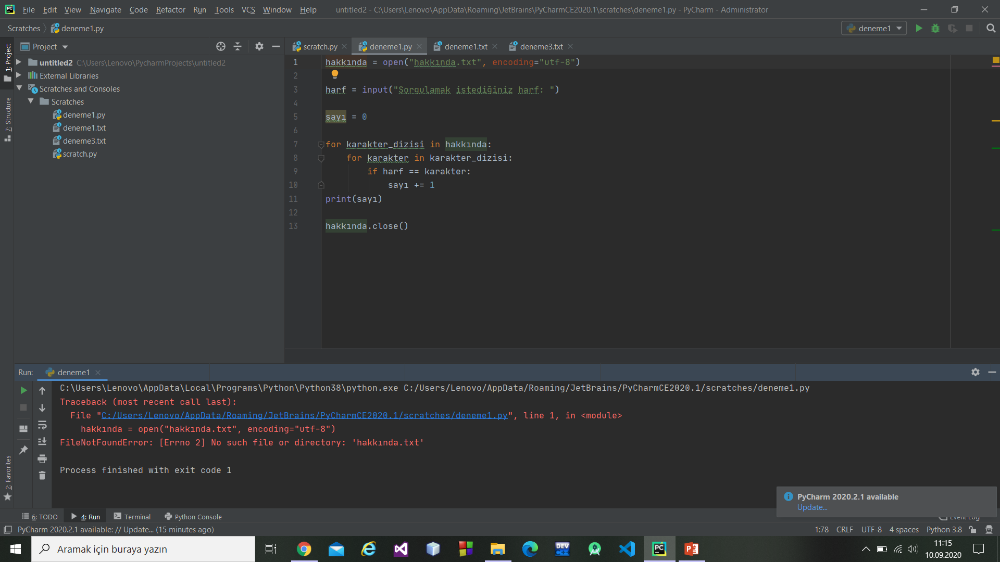 PC File Edit View Navigate Code Refactor Run Tools VCS Window Help untitled2 - C:\Users\Lenovo\AppData\Roaming\JetBrains\PyCharmCE2020.1\scratches\deneme1.py - PyCharm - Administrator
Scratches deneme1.py deneme1
Project scratch.py deneme1.py deneme1.txt deneme3.txt
1: Project
7: Structure
2: Favorites
untitled2 C:\Users\Lenovo\PycharmProjects\untitled2
External Libraries
Scratches and Consoles
Scratches
deneme1.py
deneme1.txt
deneme3.txt
scratch.py
1 hakkında = open("hakkında.txt", encoding="utf-8")
2
3 harf = input("Sorgulamak istediğiniz harf: ")
4
5 sayı = 0
6
7 for karakter_dizisi in hakkında:
8 for karakter in karakter_dizisi:
9 if harf == karakter:
10 sayı += 1
11 print(sayı)
12
13 hakkında.close()
Run: deneme1
C:\Users\Lenovo\AppData\Local\Programs\Python\Python38\python.exe C:/Users/Lenovo/AppData/Roaming/JetBrains/PyCharmCE2020.1/scratches/deneme1.py
Traceback (most recent call last):
File "C:/Users/Lenovo/AppData/Roaming/JetBrains/PyCharmCE2020.1/scratches/deneme1.py", line 1, in <module>
hakkında = open("hakkında.txt", encoding="utf-8")
FileNotFoundError: [Errno 2] No such file or directory: 'hakkında.txt'
Process finished with exit code 1
PyCharm 2020.2.1 available
Update...
6: TODO 4: Run Terminal Python Console Event Log
PyCharm 2020.2.1 available: // Update... (15 minutes ago) 1:78 CRLF UTF-8 4 spaces Python 3.8
Aramak için buraya yazın DEV C++ PC P 11:15
10.09.2020